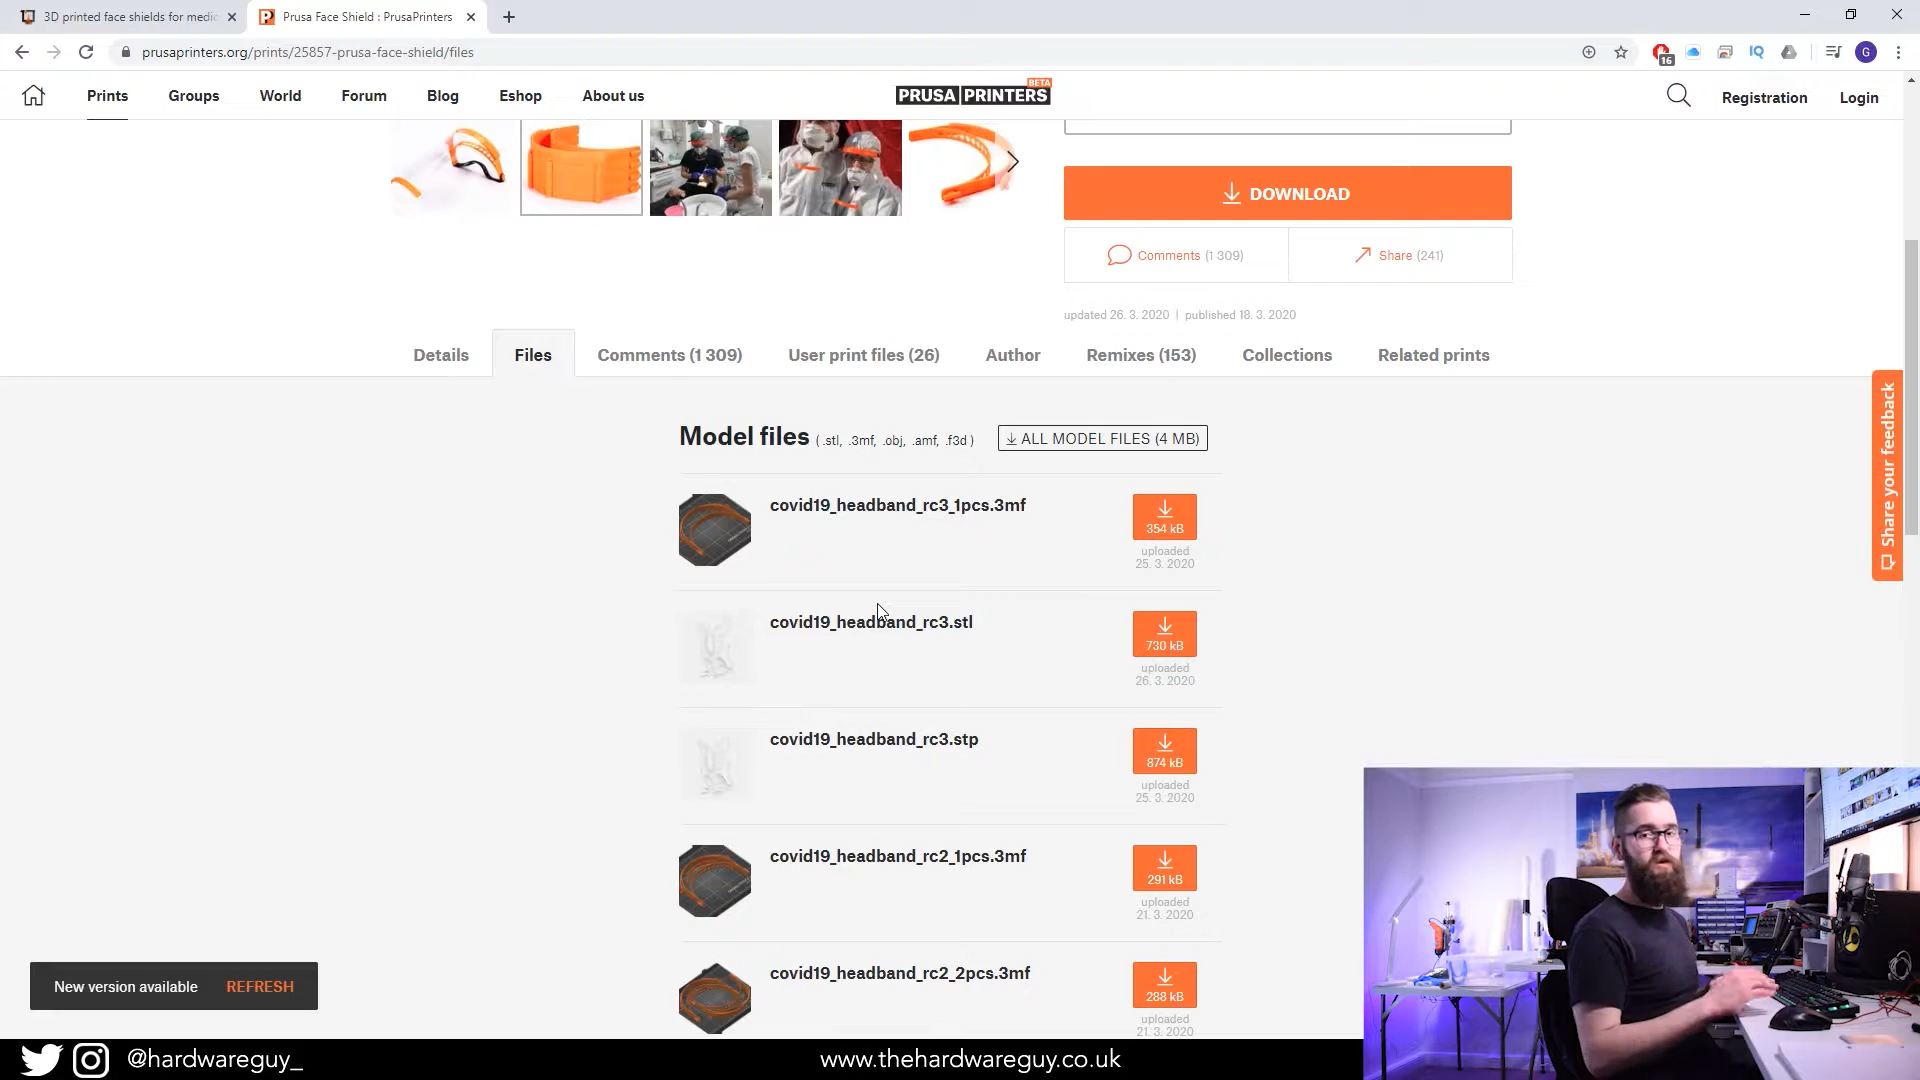 3D printed face shields for medic
Prusa Face Shield : PrusaPrinters
prusaprinters.org/prints/25857-prusa-face-shield/files
16
IQ
G
Prints Groups World Forum Blog Eshop About us
PRUSA PRINTERS BETA
Registration Login
DOWNLOAD
Comments (1 309) Share (241)
updated 26. 3. 2020 | published 18. 3. 2020
Details Files Comments (1 309) User print files (26) Author Remixes (153) Collections Related prints
Share your feedback
Model files ( .stl, .3mf, .obj, .amf, .f3d ) ALL MODEL FILES (4 MB)
covid19_headband_rc3_1pcs.3mf
354 kB
uploaded
25. 3. 2020
covid19_headband_rc3.stl
730 kB
uploaded
26. 3. 2020
covid19_headband_rc3.stp
874 kB
uploaded
25. 3. 2020
covid19_headband_rc2_1pcs.3mf
291 kB
uploaded
21. 3. 2020
covid19_headband_rc2_2pcs.3mf
288 kB
uploaded
21. 3. 2020
New version available REFRESH
@hardwareguy_
www.thehardwareguy.co.uk